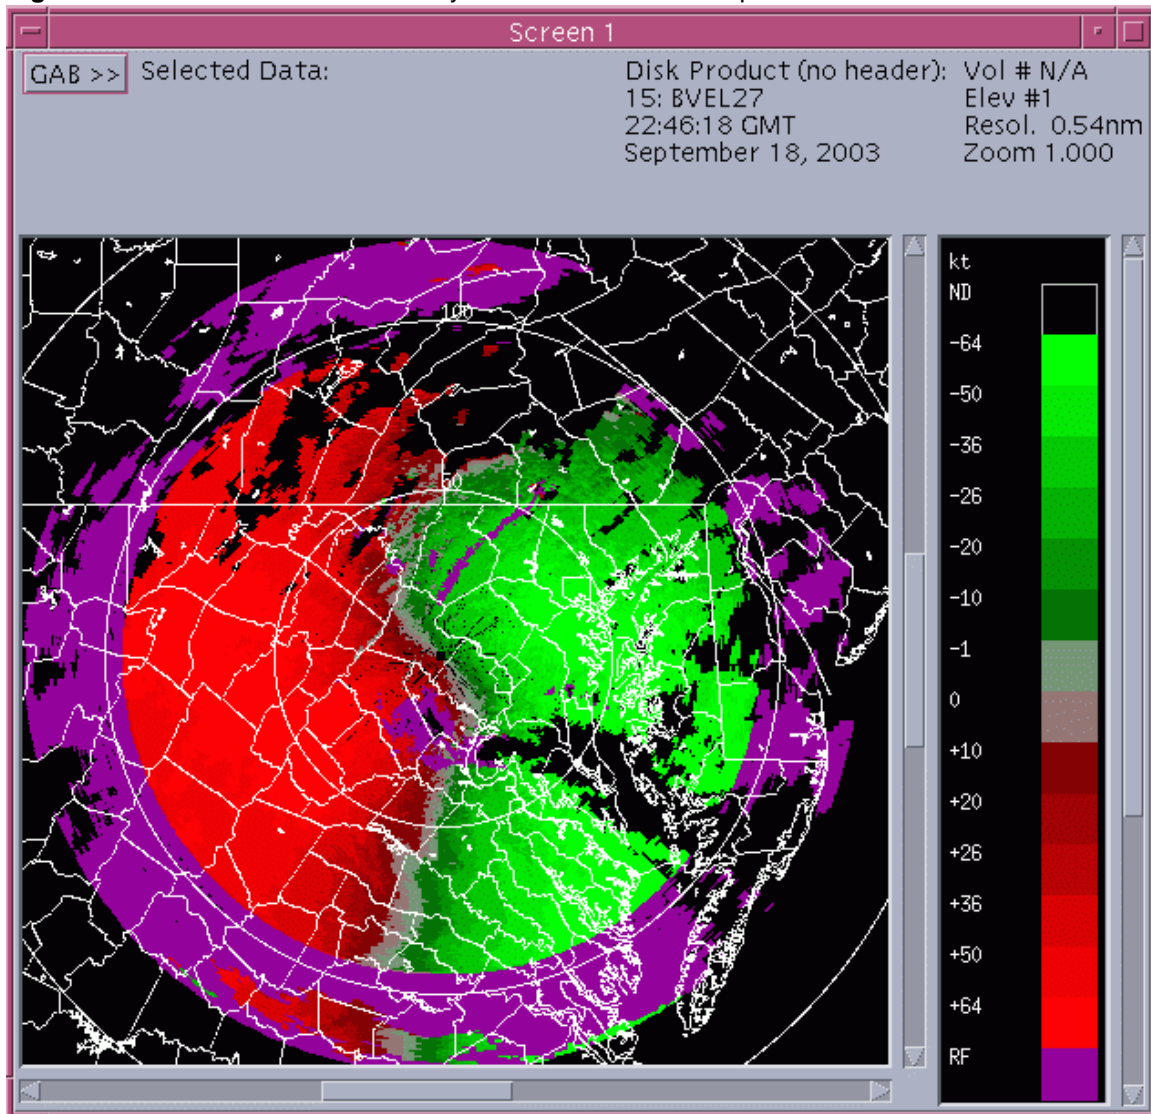 Screen 1
GAB >> Selected Data:
Disk Product (no header): Vol # N/A
15: BVEL27 Elev #1
22:46:18 GMT Resol. 0.54nm
September 18, 2003 Zoom 1.000
100
50
kt
ND
-64
-50
-36
-26
-20
-10
-1
0
+10
+20
+26
+36
+50
+64
RF